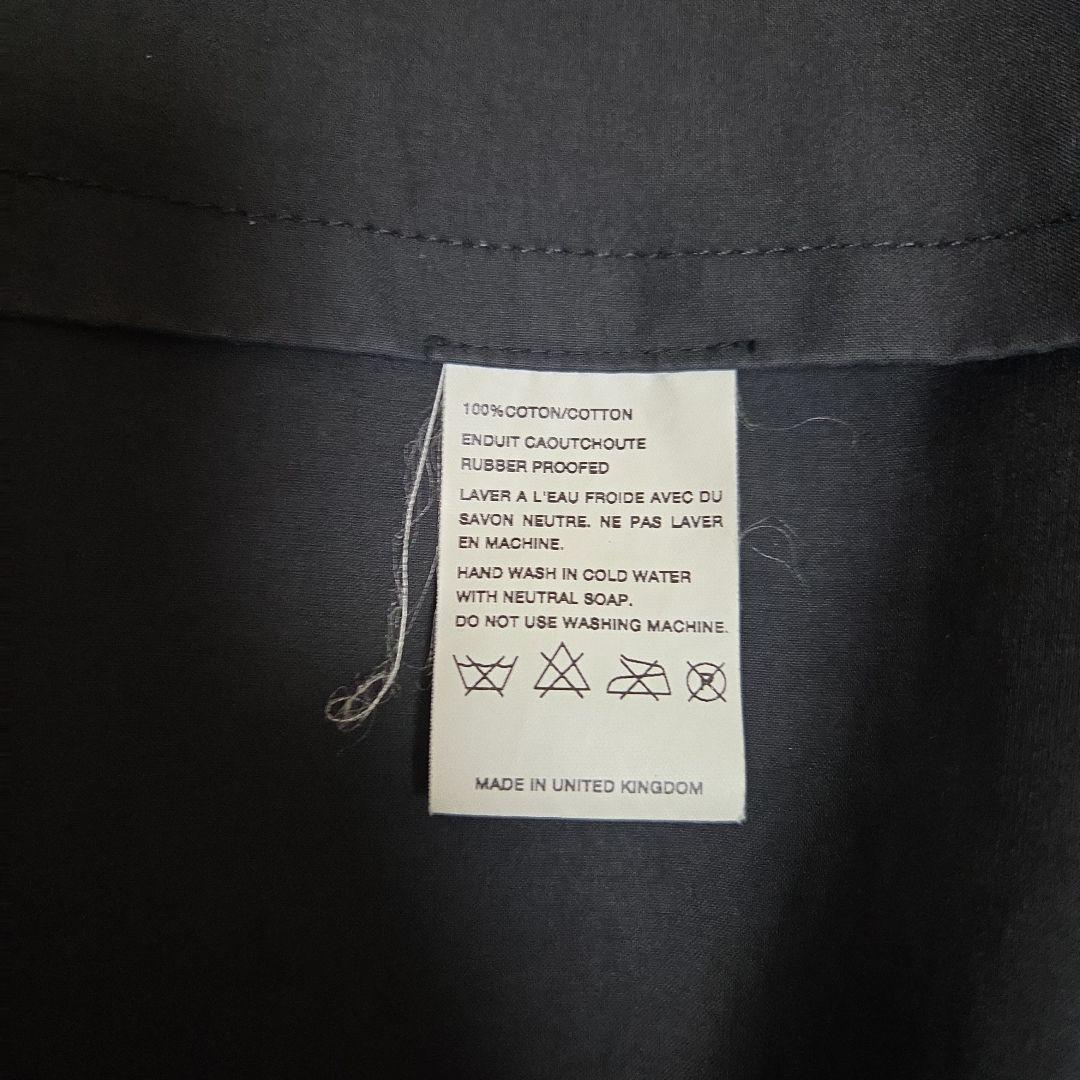 100%COTON/COTTON
ENDUIT CAOUTCHOUTE
RUBBER PROOFED
LAVER A L'EAU FROIDE AVEC DU
SAVON NEUTRE. NE PAS LAVER
EN MACHINE.
HAND WASH IN COLD WATER
WITH NEUTRAL SOAP.
DO NOT USE WASHING MACHINE.
P
MADE IN UNITED KINGDOM